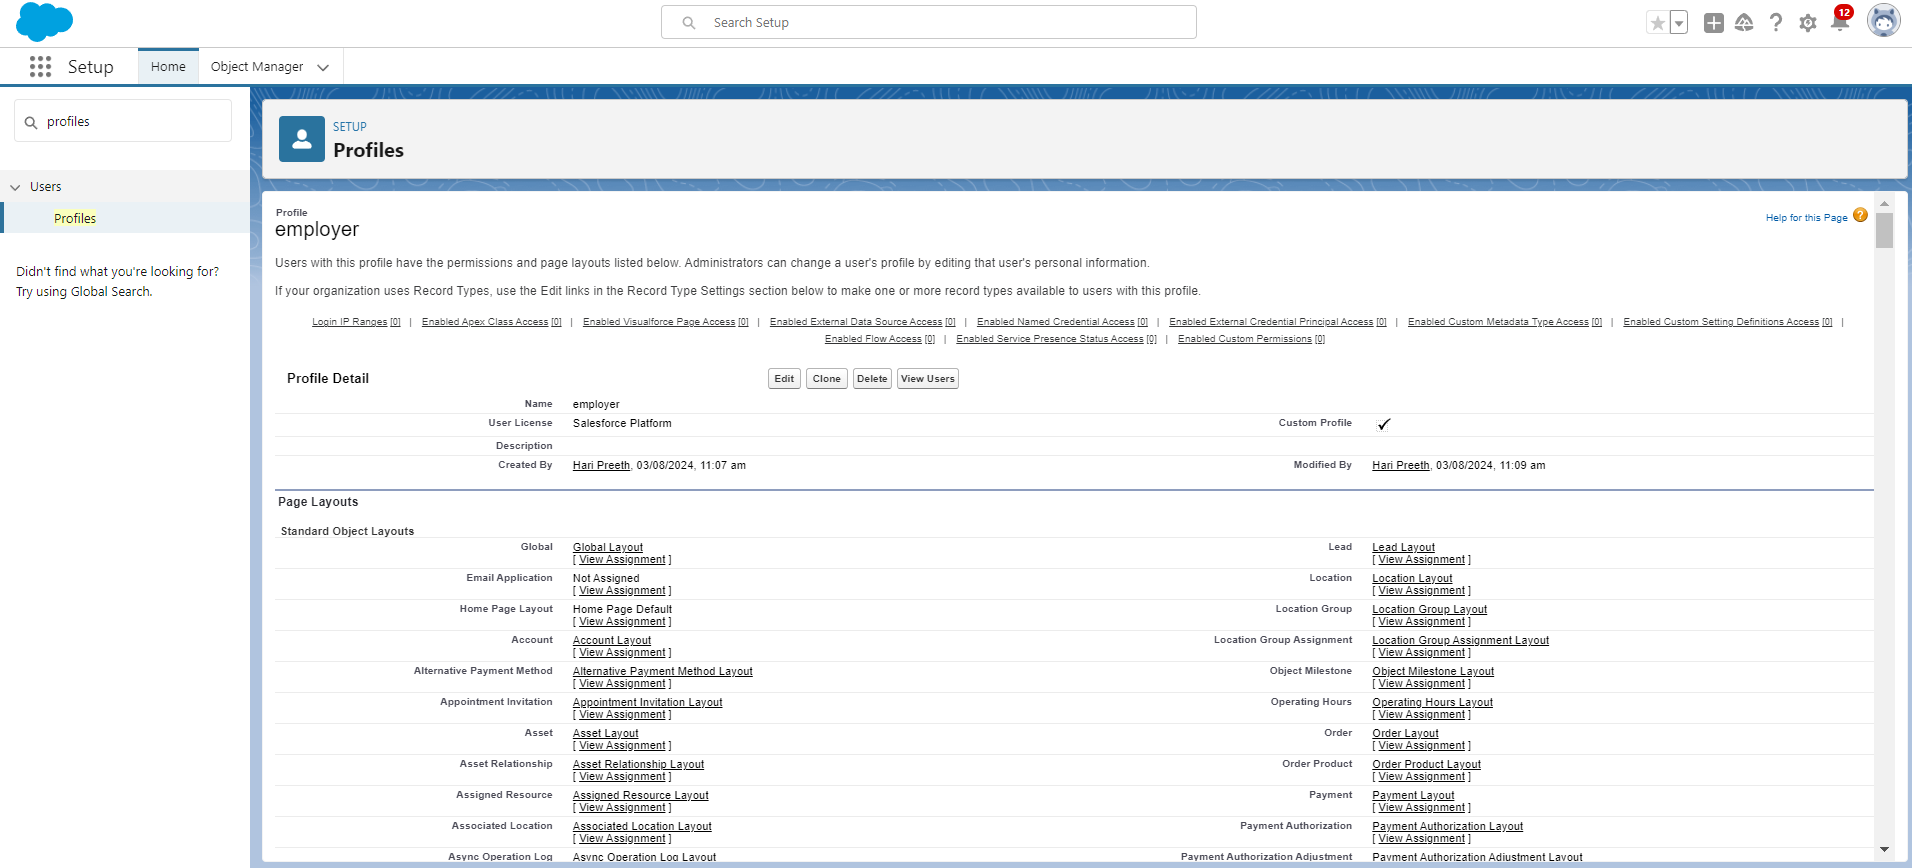 Search Setup
12
Setup
Home
Object Manager
profiles
Users
Profiles
Didn't find what you're looking for?
Try using Global Search.
SETUP
Profiles
Profile
employer
Help for this Page ?
Users with this profile have the permissions and page layouts listed below. Administrators can change a user's profile by editing that user's personal information.
If your organization uses Record Types, use the Edit links in the Record Type Settings section below to make one or more record types available to users with this profile.
Login IP Ranges [0] | Enabled Apex Class Access [0] | Enabled Visualforce Page Access [0] | Enabled External Data Source Access [0] | Enabled Named Credential Access [0] | Enabled External Credential Principal Access [0] | Enabled Custom Metadata Type Access [0] | Enabled Custom Setting Definitions Access [0] |
Enabled Flow Access [0] | Enabled Service Presence Status Access [0] | Enabled Custom Permissions [0]
Profile Detail Edit Clone Delete View Users
Name employer
User License Salesforce Platform Custom Profile ✓
Description
Created By Hari Preeth, 03/08/2024, 11:07 am Modified By Hari Preeth, 03/08/2024, 11:09 am
Page Layouts
Standard Object Layouts
Global Global Layout Lead Lead Layout
[ View Assignment ] [ View Assignment ]
Email Application Not Assigned Location Location Layout
[ View Assignment ] [ View Assignment ]
Home Page Layout Home Page Default Location Group Location Group Layout
[ View Assignment ] [ View Assignment ]
Account Account Layout Location Group Assignment Location Group Assignment Layout
[ View Assignment ] [ View Assignment ]
Alternative Payment Method Alternative Payment Method Layout Object Milestone Object Milestone Layout
[ View Assignment ] [ View Assignment ]
Appointment Invitation Appointment Invitation Layout Operating Hours Operating Hours Layout
[ View Assignment ] [ View Assignment ]
Asset Asset Layout Order Order Layout
[ View Assignment ] [ View Assignment ]
Asset Relationship Asset Relationship Layout Order Product Order Product Layout
[ View Assignment ] [ View Assignment ]
Assigned Resource Assigned Resource Layout Payment Payment Layout
[ View Assignment ] [ View Assignment ]
Associated Location Associated Location Layout Payment Authorization Payment Authorization Layout
[ View Assignment ] [ View Assignment ]
Async Operation Log Async Operation Log Layout Payment Authorization Adjustment Payment Authorization Adjustment Layout